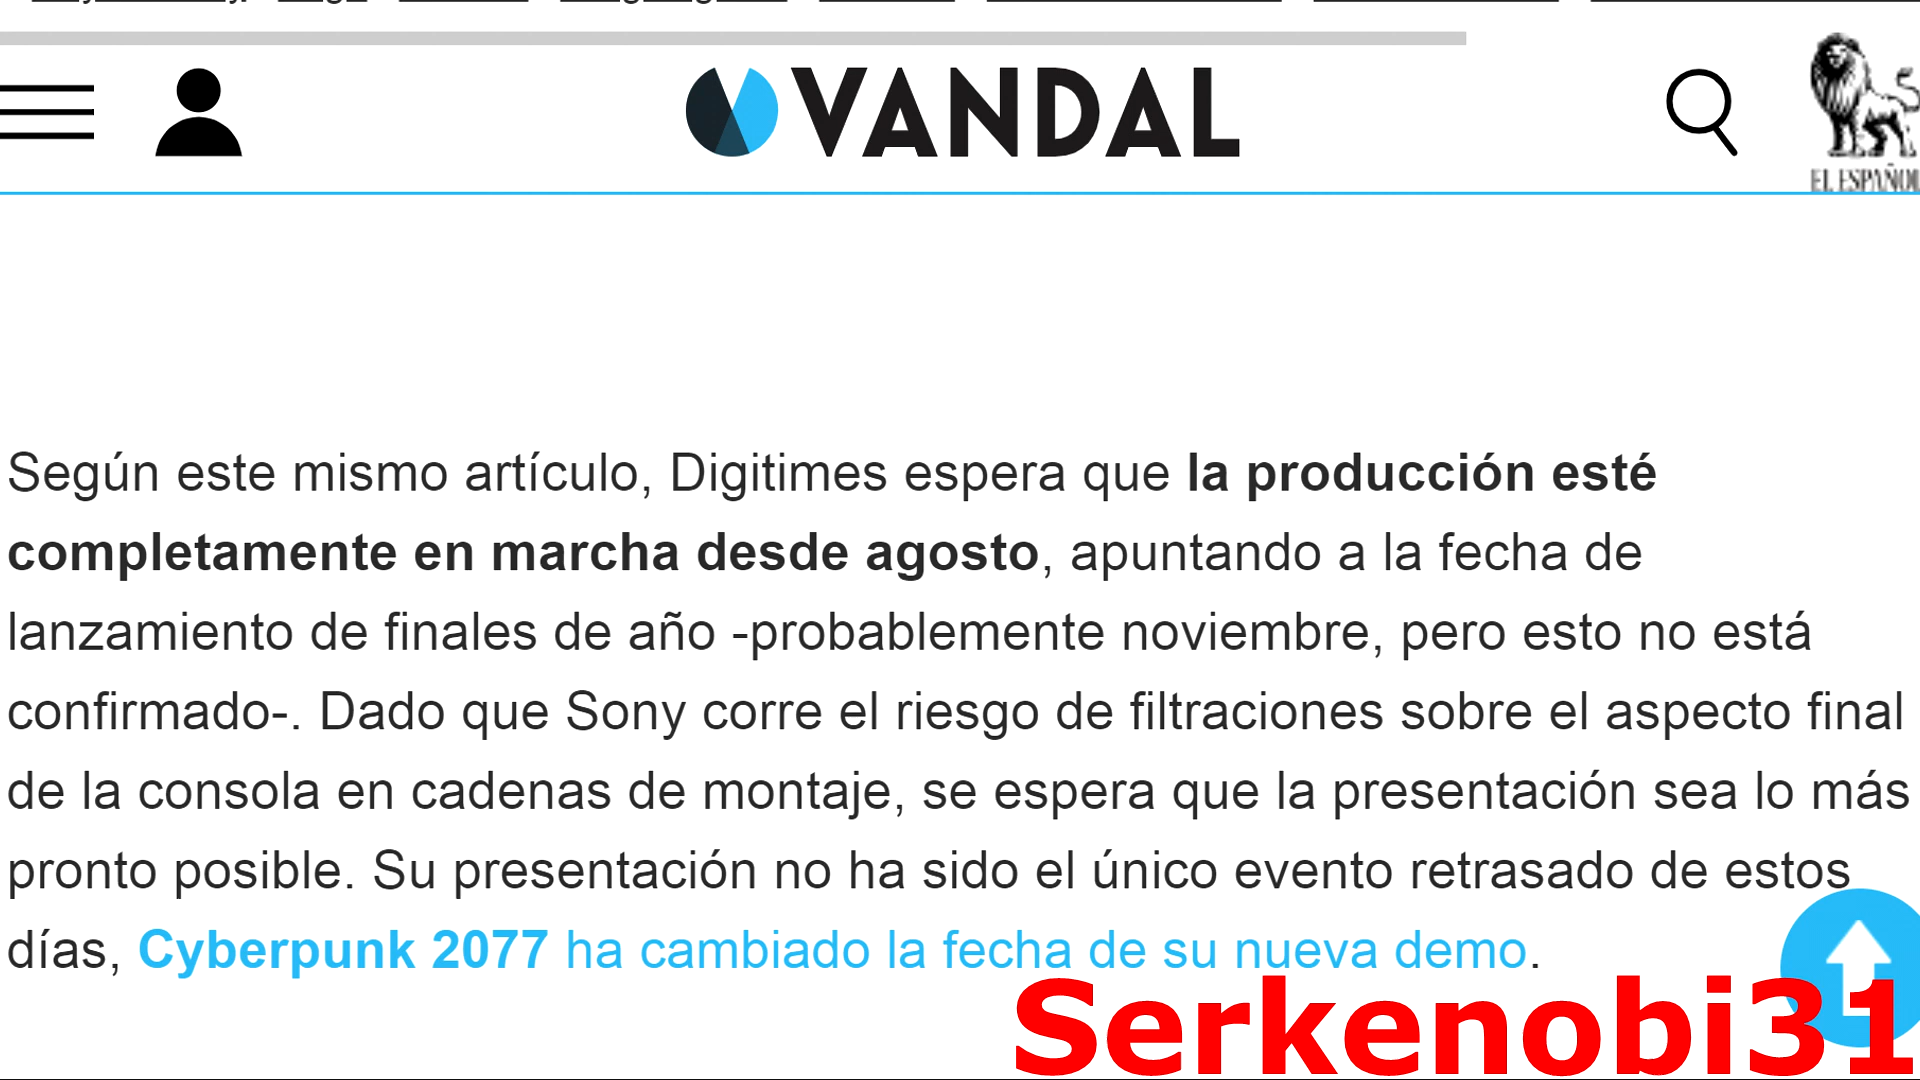 VANDAL
EL ESPAÑOL
Según este mismo artículo, Digitimes espera que la producción esté
completamente en marcha desde agosto, apuntando a la fecha de
lanzamiento de finales de año -probablemente noviembre, pero esto no está
confirmado-. Dado que Sony corre el riesgo de filtraciones sobre el aspecto final
de la consola en cadenas de montaje, se espera que la presentación sea lo más
pronto posible. Su presentación no ha sido el único evento retrasado de estos
días, Cyberpunk 2077 ha cambiado la fecha de su nueva demo.
Serkenobi31